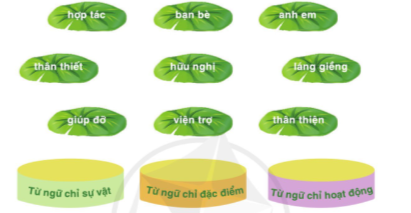 hợp tác
bạn bè
anh em
thân thiết
hữu nghị
láng giềng
giúp đỡ
viện trợ
thân thiện
Từ ngữ chỉ sự vật
Từ ngữ chỉ đặc điểm
Từ ngữ chỉ hoạt động